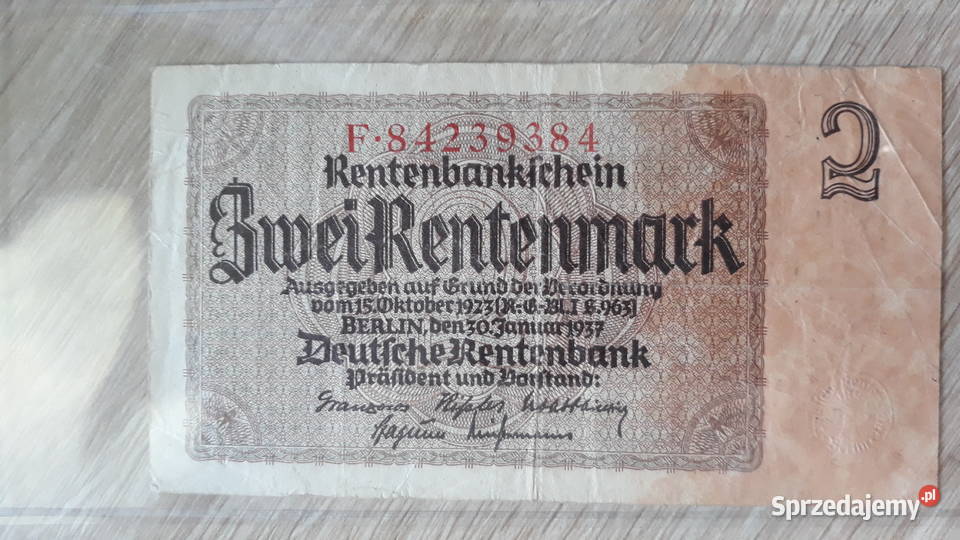 F·84239384
2
Rentenbankschein
Zwei Rentenmark
Ausgegeben auf Grund der Verordnung
vom 15. Oktober 1923 (R.-G.-Bl. I S. 963)
BERLIN, den 30. Januar 1937
Deutsche Rentenbank
Präsident und Vorstand:
Sprzedajemy.pl